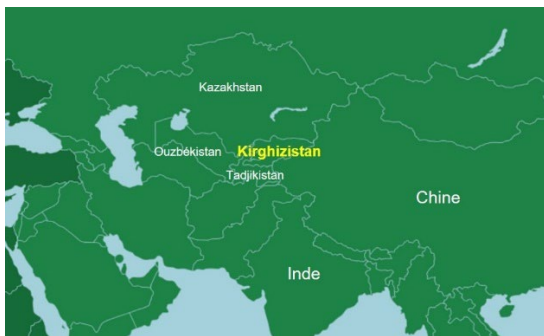 Kazakhstan
Ouzbékistan
Kirghizistan
Tadjikistan
Chine
Inde